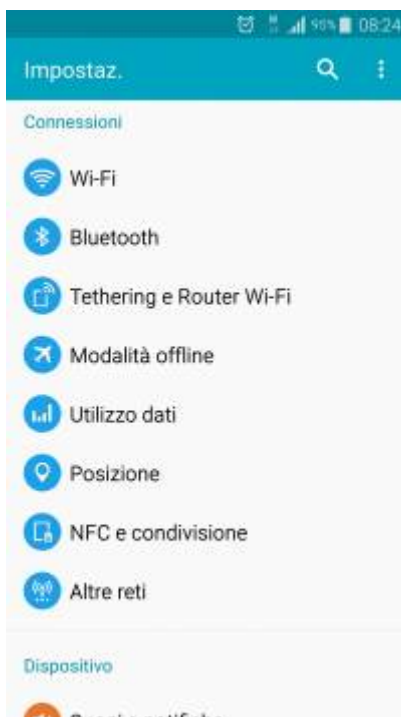 90% 08:24
Impostaz.
Connessioni
Wi-Fi
Bluetooth
Tethering e Router Wi-Fi
Modalità offline
Utilizzo dati
Posizione
NFC e condivisione
Altre reti
Dispositivo